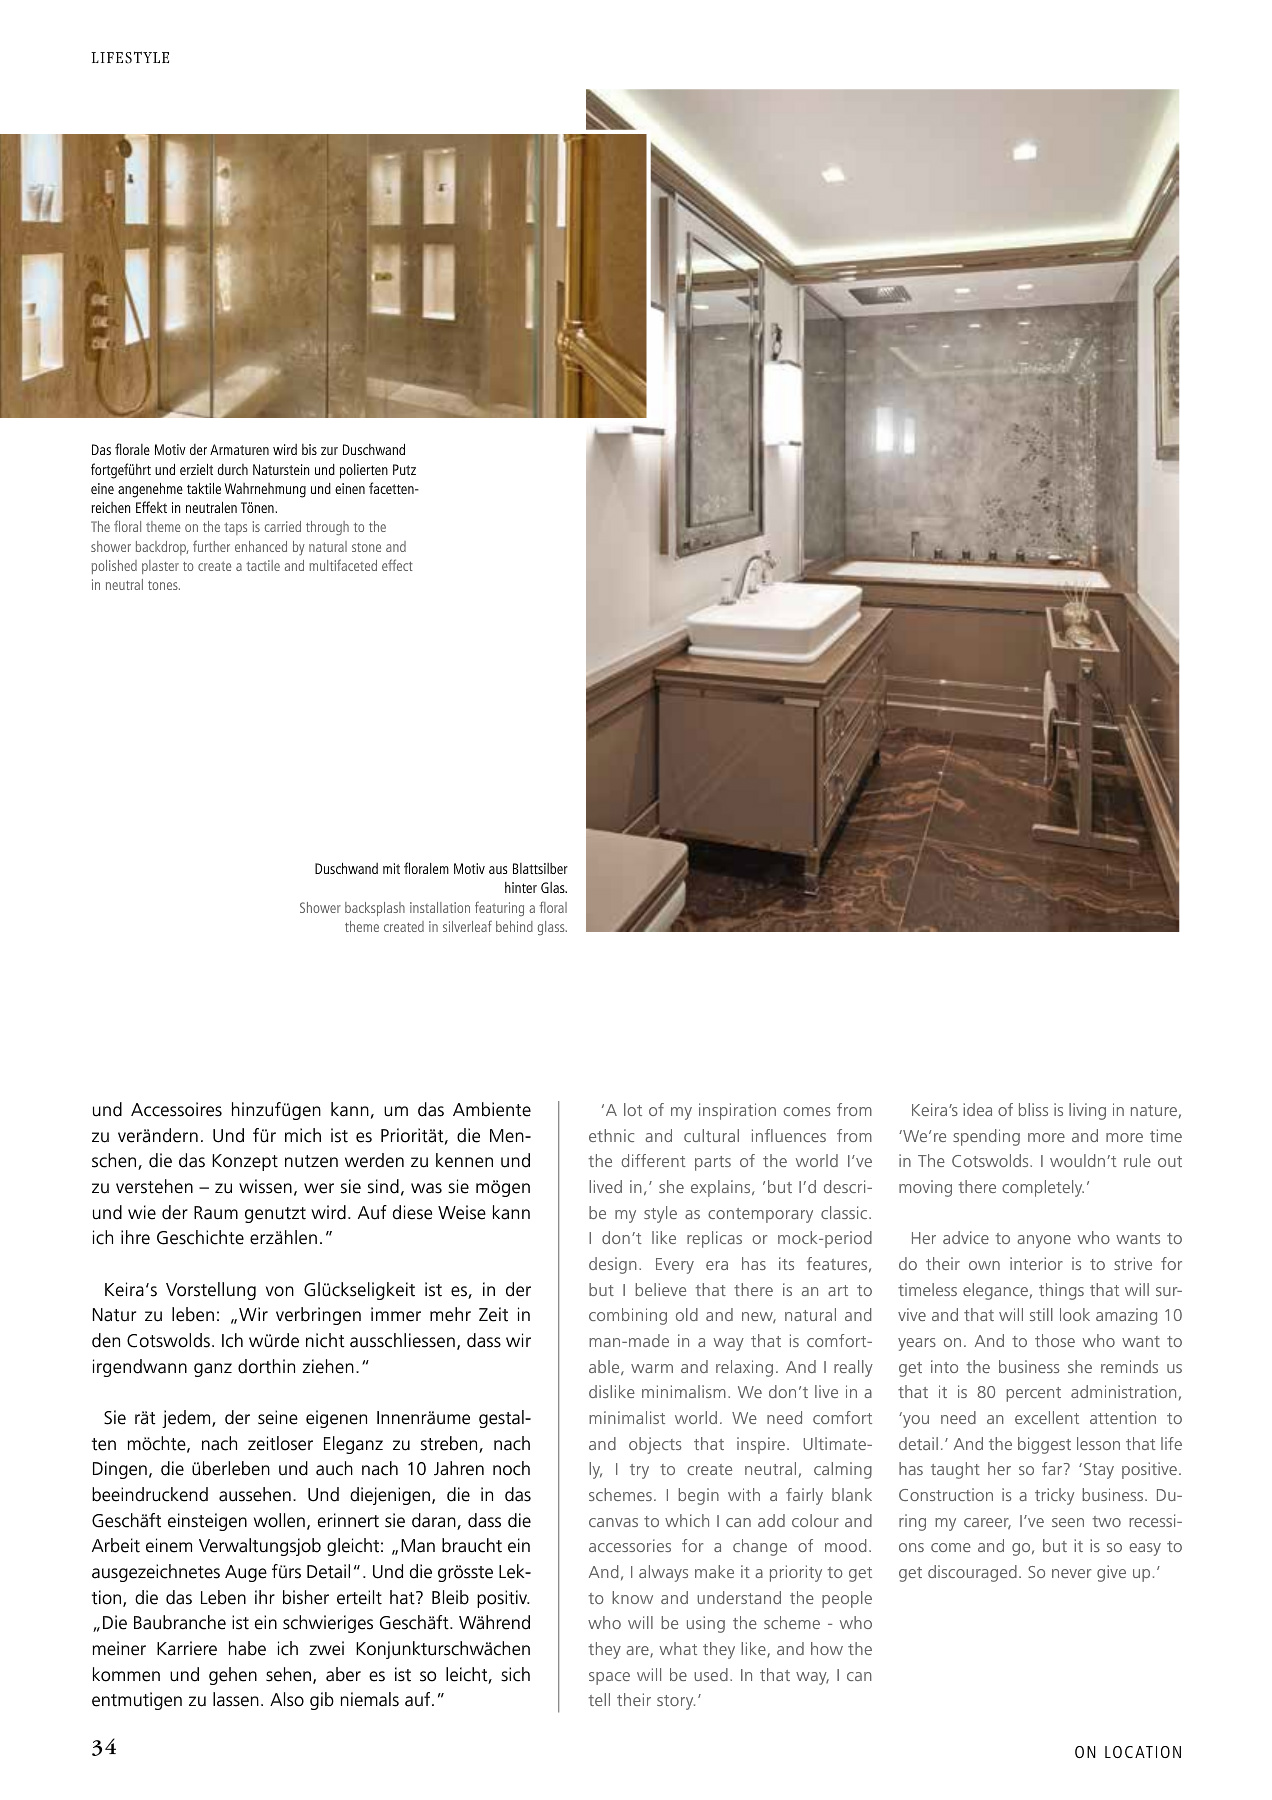 LIFESTYLE
Das florale Motiv der Armaturen wird bis zur Duschwand
fortgeführt und erzielt durch Naturstein und polierten Putz
eine angenehme taktile Wahrnehmung und einen facetten-
reichen Effekt in neutralen Tönen.
The floral theme on the taps is carried through to the
shower backdrop, further enhanced by natural stone and
polished plaster to create a tactile and multifaceted effect
in neutral tones.
Duschwand mit floralem Motiv aus Blattsilber
hinter Glas.
Shower backsplash installation featuring a floral
theme created in silverleaf behind glass.
und Accessoires hinzufügen kann, um das Ambiente
zu verändern. Und für mich ist es Priorität, die Men-
schen, die das Konzept nutzen werden zu kennen und
zu verstehen – zu wissen, wer sie sind, was sie mögen
und wie der Raum genutzt wird. Auf diese Weise kann
ich ihre Geschichte erzählen.”
Keira‘s Vorstellung von Glückseligkeit ist es, in der
Natur zu leben: „Wir verbringen immer mehr Zeit in
den Cotswolds. Ich würde nicht ausschliessen, dass wir
irgendwann ganz dorthin ziehen.“
Sie rät jedem, der seine eigenen Innenräume gestal-
ten möchte, nach zeitloser Eleganz zu streben, nach
Dingen, die überleben und auch nach 10 Jahren noch
beeindruckend aussehen. Und diejenigen, die in das
Geschäft einsteigen wollen, erinnert sie daran, dass die
Arbeit einem Verwaltungsjob gleicht: „Man braucht ein
ausgezeichnetes Auge fürs Detail“. Und die grösste Lek-
tion, die das Leben ihr bisher erteilt hat? Bleib positiv.
„Die Baubranche ist ein schwieriges Geschäft. Während
meiner Karriere habe ich zwei Konjunkturschwächen
kommen und gehen sehen, aber es ist so leicht, sich
entmutigen zu lassen. Also gib niemals auf.”
‘A lot of my inspiration comes from
ethnic and cultural influences from
the different parts of the world I’ve
lived in,’ she explains, ‘but I’d descri-
be my style as contemporary classic.
I don’t like replicas or mock-period
design. Every era has its features,
but I believe that there is an art to
combining old and new, natural and
man-made in a way that is comfort-
able, warm and relaxing. And I really
dislike minimalism. We don’t live in a
minimalist world. We need comfort
and objects that inspire. Ultimate-
ly, I try to create neutral, calming
schemes. I begin with a fairly blank
canvas to which I can add colour and
accessories for a change of mood.
And, I always make it a priority to get
to know and understand the people
who will be using the scheme - who
they are, what they like, and how the
space will be used. In that way, I can
tell their story.’
Keira’s idea of bliss is living in nature,
‘We’re spending more and more time
in The Cotswolds. I wouldn’t rule out
moving there completely.’
Her advice to anyone who wants to
do their own interior is to strive for
timeless elegance, things that will sur-
vive and that will still look amazing 10
years on. And to those who want to
get into the business she reminds us
that it is 80 percent administration,
‘you need an excellent attention to
detail.’ And the biggest lesson that life
has taught her so far? ‘Stay positive.
Construction is a tricky business. Du-
ring my career, I’ve seen two recessi-
ons come and go, but it is so easy to
get discouraged. So never give up.’
34
ON LOCATION